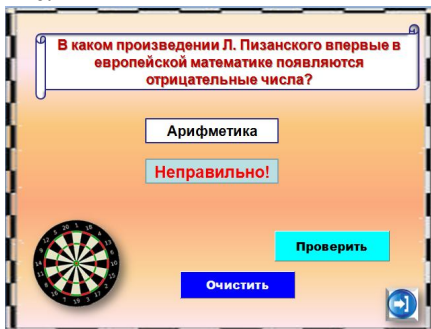 В каком произведении Л. Пизанского впервые в
европейской математике появляются
отрицательные числа?
Арифметика
Неправильно!
Проверить
Очистить